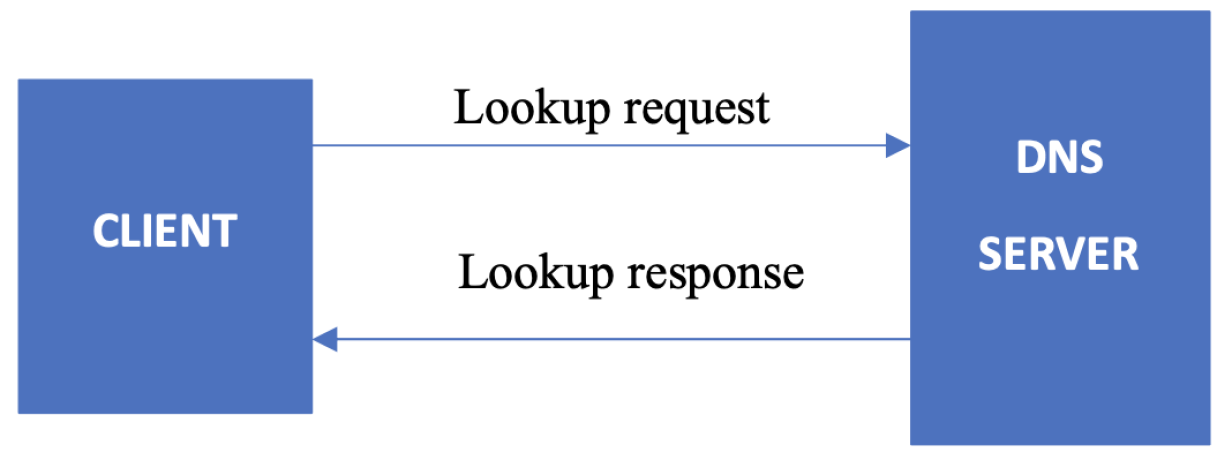 Lookup request
DNS
CLIENT
SERVER
Lookup response